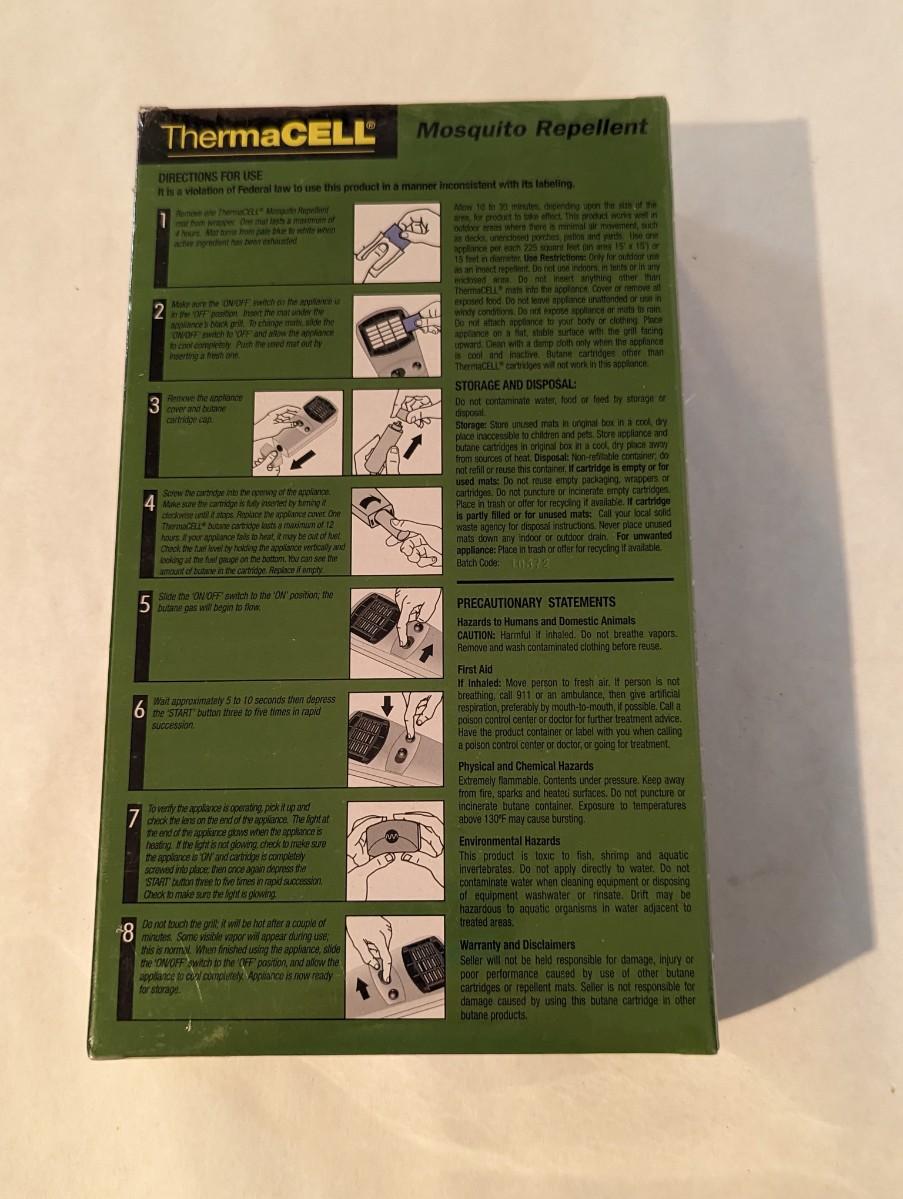 ThermaCELL®
Mosquito Repellent
DIRECTIONS FOR USE
It is a violation of Federal law to use this product in a manner inconsistent with its labeling.
1
Remove one ThermaCELL® Mosquito Repellent
mat from wrapper. One mat lasts a maximum of
4 hours. Mat turns from pale blue to white when
active ingredient has been exhausted.
2
Make sure the 'ON/OFF' switch on the appliance is
in the 'OFF' position. Insert the mat under the
appliance's black grill. To change mats, slide the
'ON/OFF' switch to 'OFF' and allow the appliance
to cool completely. Push the used mat out by
inserting a fresh one.
3
Remove the appliance
cover and butane
cartridge cap.
4
Screw the cartridge into the opening of the appliance.
Make sure the cartridge is fully inserted by turning it
clockwise until it stops. Replace the appliance cover. One
ThermaCELL® butane cartridge lasts a maximum of 12
hours. If your appliance fails to heat, it may be out of fuel.
Check the fuel level by holding the appliance vertically and
looking at the fuel gauge on the bottom. You can see the
amount of butane in the cartridge. Replace if empty.
5
Slide the 'ON/OFF' switch to the 'ON' position; the
butane gas will begin to flow.
6
Wait approximately 5 to 10 seconds then depress
the 'START' button three to five times in rapid
succession.
7
To verify the appliance is operating, pick it up and
check the lens on the end of the appliance. The light at
the end of the appliance glows when the appliance is
heating. If the light is not glowing, check to make sure
the appliance is 'ON' and cartridge is completely
screwed into place; then once again depress the
'START' button three to five times in rapid succession.
Check to make sure the light is glowing.
8
Do not touch the grill; it will be hot after a couple of
minutes. Some visible vapor will appear during use;
this is normal. When finished using the appliance, slide
the 'ON/OFF' switch to the 'OFF' position, and allow the
appliance to cool completely. Appliance is now ready
for storage.
Allow 10 to 30 minutes, depending upon the size of the
area, for product to take effect. This product works well in
outdoor areas where there is minimal air movement, such
as decks, unenclosed porches, patios and yards. Use one
appliance per each 225 square feet (an area 15' x 15') or
15 feet in diameter. Use Restrictions: Only for outdoor use
as an insect repellent. Do not use indoors, in tents or in any
enclosed area. Do not insert anything other than
ThermaCELL® mats into the appliance. Cover or remove all
exposed food. Do not leave appliance unattended or use in
windy conditions. Do not expose appliance or mats to rain.
Do not attach appliance to your body or clothing. Place
appliance on a flat, stable surface with the grill facing
upward. Clean with a damp cloth only when the appliance
is cool and inactive. Butane cartridges other than
ThermaCELL® cartridges will not work in this appliance.
STORAGE AND DISPOSAL:
Do not contaminate water, food or feed by storage or
disposal.
Storage: Store unused mats in original box in a cool, dry
place inaccessible to children and pets. Store appliance and
butane cartridges in original box in a cool, dry place away
from sources of heat. Disposal: Non-refillable container; do
not refill or reuse this container. If cartridge is empty or for
used mats: Do not reuse empty packaging, wrappers or
cartridges. Do not puncture or incinerate empty cartridges.
Place in trash or offer for recycling if available. If cartridge
is partly filled or for unused mats: Call your local solid
waste agency for disposal instructions. Never place unused
mats down any indoor or outdoor drain. For unwanted
appliance: Place in trash or offer for recycling if available.
Batch Code:
PRECAUTIONARY STATEMENTS
Hazards to Humans and Domestic Animals
CAUTION: Harmful if inhaled. Do not breathe vapors.
Remove and wash contaminated clothing before reuse.
First Aid
If Inhaled: Move person to fresh air. If person is not
breathing, call 911 or an ambulance, then give artificial
respiration, preferably by mouth-to-mouth, if possible. Call a
poison control center or doctor for further treatment advice.
Have the product container or label with you when calling
a poison control center or doctor, or going for treatment.
Physical and Chemical Hazards
Extremely flammable. Contents under pressure. Keep away
from fire, sparks and heated surfaces. Do not puncture or
incinerate butane container. Exposure to temperatures
above 130°F may cause bursting.
Environmental Hazards
This product is toxic to fish, shrimp and aquatic
invertebrates. Do not apply directly to water. Do not
contaminate water when cleaning equipment or disposing
of equipment washwater or rinsate. Drift may be
hazardous to aquatic organisms in water adjacent to
treated areas.
Warranty and Disclaimers
Seller will not be held responsible for damage, injury or
poor performance caused by use of other butane
cartridges or repellent mats. Seller is not responsible for
damage caused by using this butane cartridge in other
butane products.